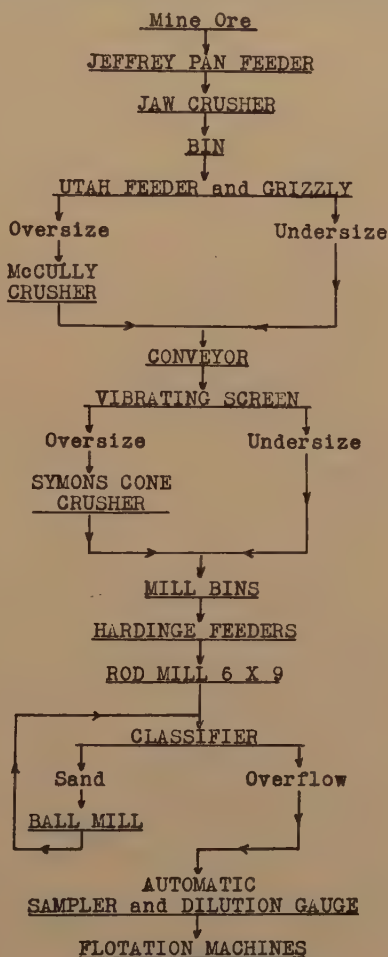 Mine Ore
JEFFREY PAN FEEDER
JAW CRUSHER
BIN
UTAH FEEDER and GRIZZLY
Oversize Undersize
McCULLY
CRUSHER
CONVEYOR
VIBRATING SCREEN
Oversize Undersize
SYMONS CONE
CRUSHER
MILL BINS
HARDINGE FEEDERS
ROD MILL 6 X 9
CLASSIFIER
Sand Overflow
BALL MILL
AUTOMATIC
SAMPLER and DILUTION GAUGE
FLOTATION MACHINES